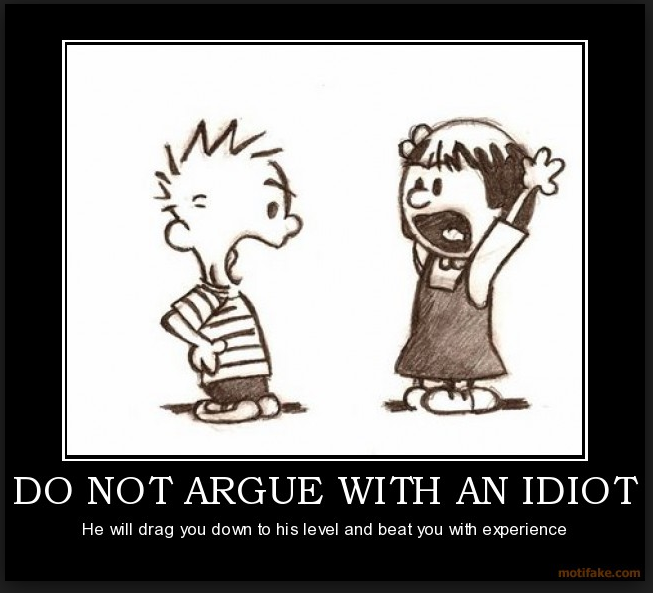 DO NOT ARGUE WITH AN IDIOT
He will drag you down to his level and beat you with experience
motifake.com